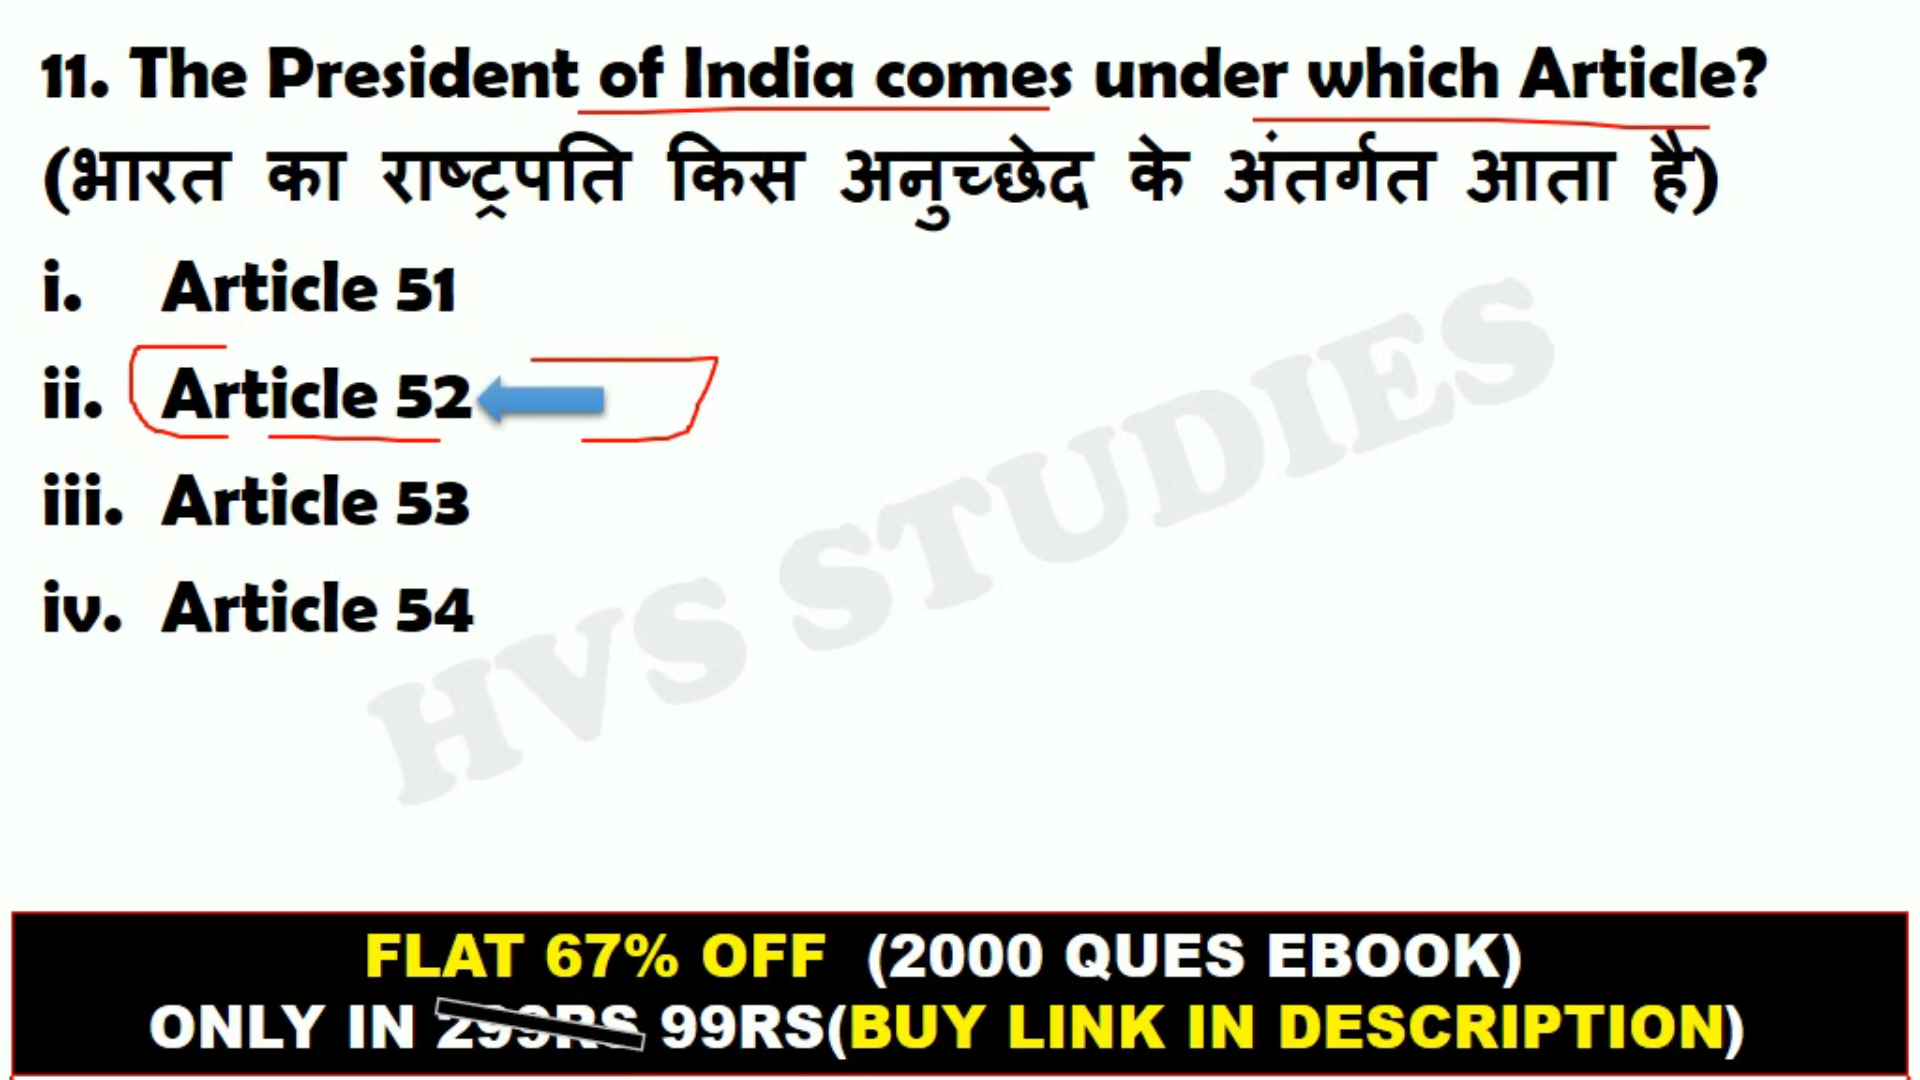 11. The President of India comes under which Article?
(भारत का राष्ट्रपति किस अनुच्छेद के अंतर्गत आता है)
i. Article 51
ii. Article 52
iii. Article 53
iv. Article 54
HVS STUDIES
FLAT 67% OFF (2000 QUES EBOOK)
ONLY IN 299RS 99RS(BUY LINK IN DESCRIPTION)